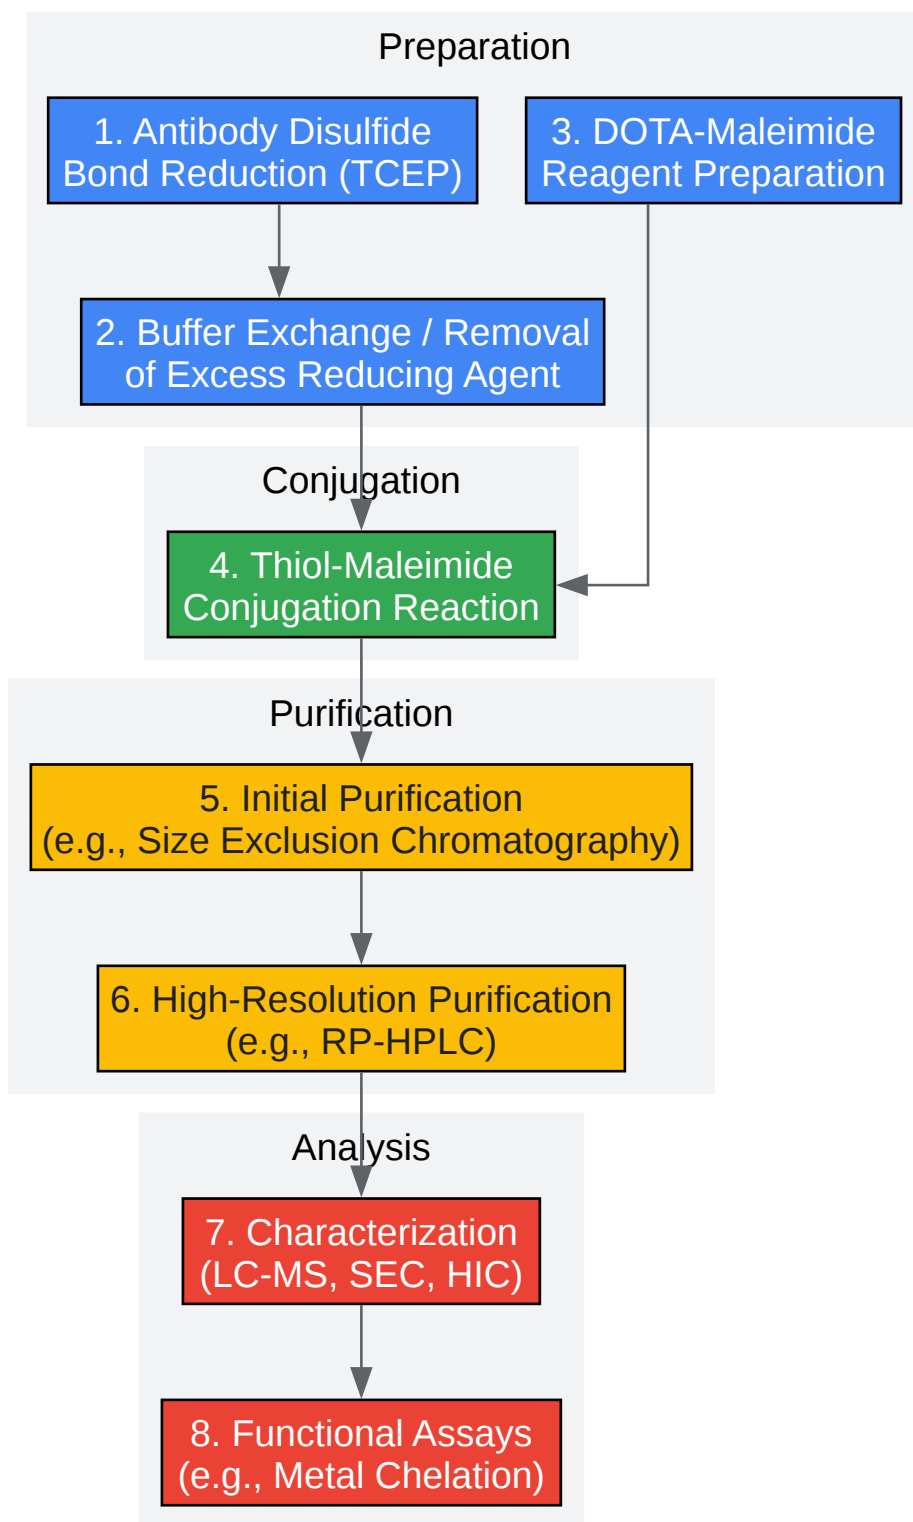 Preparation
1. Antibody Disulfide
Bond Reduction (TCEP)
3. DOTA-Maleimide
Reagent Preparation
2. Buffer Exchange / Removal
of Excess Reducing Agent
Conjugation
4. Thiol-Maleimide
Conjugation Reaction
Purification
5. Initial Purification
(e.g., Size Exclusion Chromatography)
6. High-Resolution Purification
(e.g., RP-HPLC)
Analysis
7. Characterization
(LC-MS, SEC, HIC)
8. Functional Assays
(e.g., Metal Chelation)